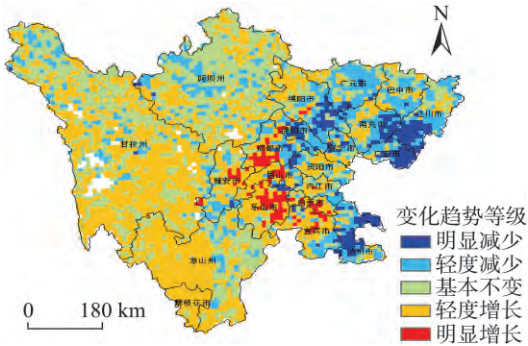 N
广元市
巴中市
阿坝州
绵阳市
达州市
南充市
德阳市
遂宁市
广安市
成都市
甘孜州
资阳市
眉山市
雅安市
内江市
乐山市
自贡市
宜宾市
泸州市
凉山州
攀枝花市
变化趋势等级
明显减少
轻度减少
基本不变
轻度增长
明显增长
0 180 km